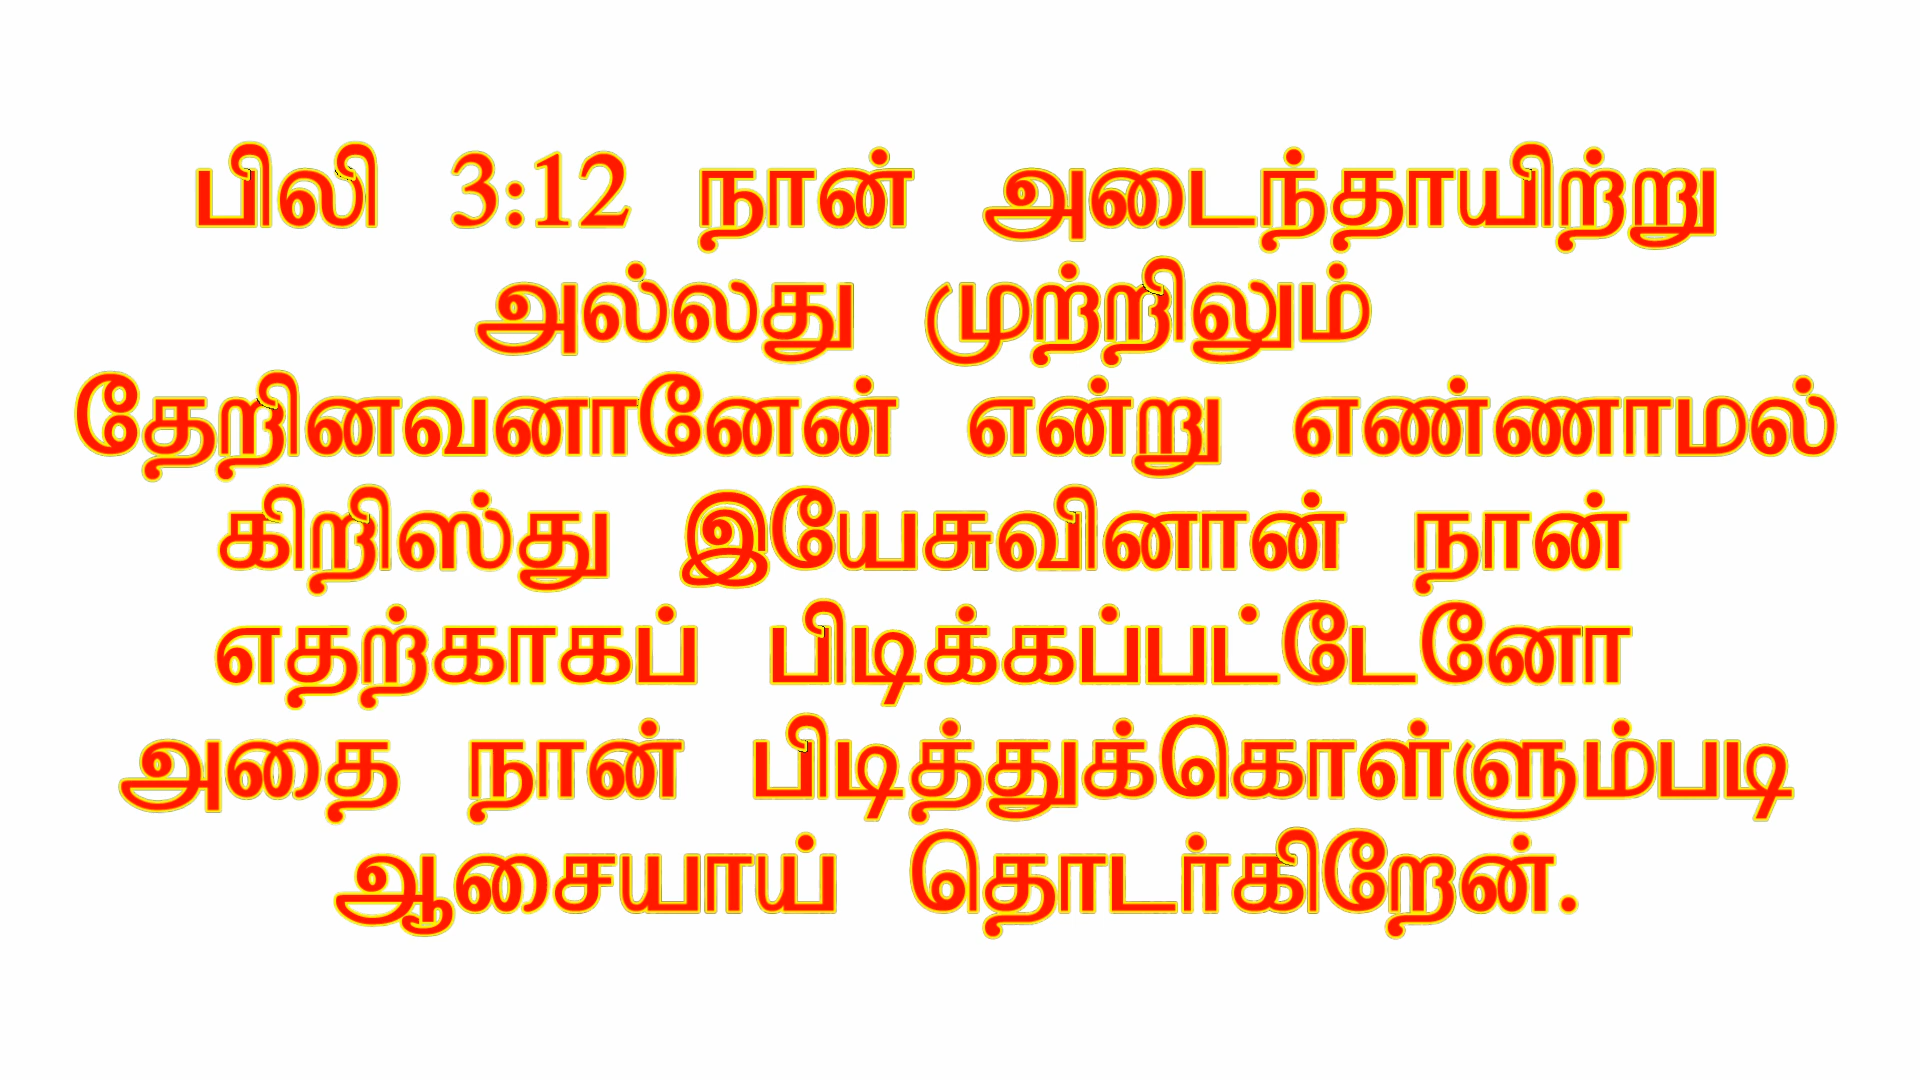 பிலி 3:12 நான் அடைந்தாயிற்று
அல்லது முற்றிலும்
தேறினவனானேன் என்று எண்ணாமல்
கிறிஸ்து இயேசுவினான் நான்
எதற்காகப் பிடிக்கப்பட்டேனோ
அதை நான் பிடித்துக்கொள்ளும்படி
ஆசையாய் தொடர்கிறேன்.